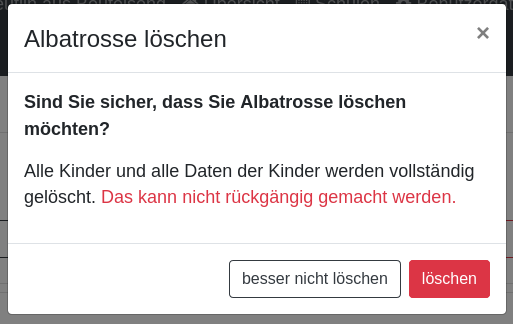 Albatrosse löschen
×
Sind Sie sicher, dass Sie Albatrosse löschen
möchten?
Alle Kinder und alle Daten der Kinder werden vollständig
gelöscht. Das kann nicht rückgängig gemacht werden.
besser nicht löschen
löschen